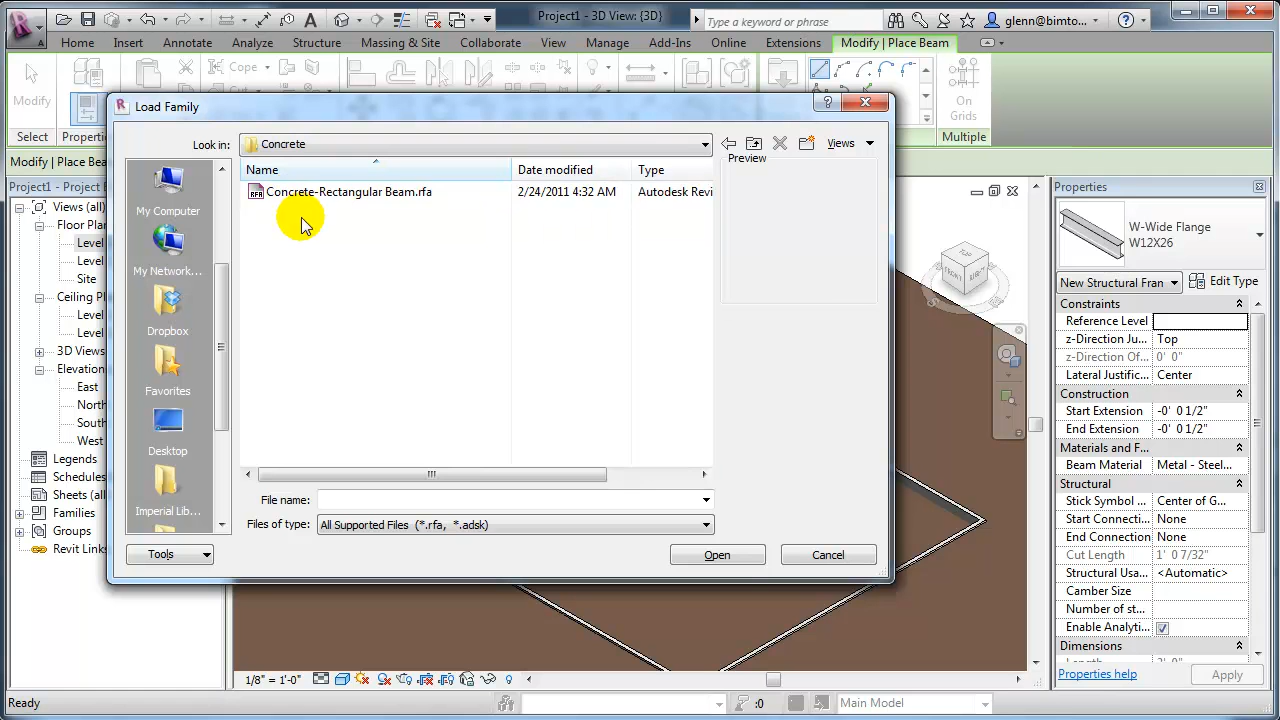 Project1 - 3D View: {3D}
Type a keyword or phrase
glenn@bimto...
Home Insert Annotate Analyze Structure Massing & Site Collaborate View Manage Add-Ins Online Extensions Modify | Place Beam
Modify
Cope
On
Grids
Select
Properties
Multiple
Modify | Place Beam
Load Family
Look in:
Concrete
Views
Name
Date modified
Type
Preview
Concrete-Rectangular Beam.rfa
2/24/2011 4:32 AM
Autodesk Revi
My Computer
My Network...
Dropbox
Favorites
Desktop
Imperial Lib...
File name:
Files of type:
All Supported Files (*.rfa, *.adsk)
Tools
Open
Cancel
Project1 - Project Browser
Views (all)
Floor Plan
Level
Level
Site
Ceiling Pl
Level
Level
3D Views
Elevation
East
North
South
West
Legends
Schedules
Sheets (all
Families
Groups
Revit Links
TOP
FRONT
Properties
W-Wide Flange
W12X26
New Structural Fran
Edit Type
Constraints
Reference Level
z-Direction Ju...
Top
z-Direction Of...
0' 0"
Lateral Justific...
Center
Construction
Start Extension
-0' 0 1/2"
End Extension
-0' 0 1/2"
Materials and F...
Beam Material
Metal - Steel...
Structural
Stick Symbol ...
Center of G...
Start Connecti...
None
End Connection
None
Cut Length
1' 0 7/32"
Structural Usa...
<Automatic>
Camber Size
Number of st...
Enable Analyti...
Dimensions
Properties help
Apply
1/8" = 1'-0"
Ready
:0
Main Model